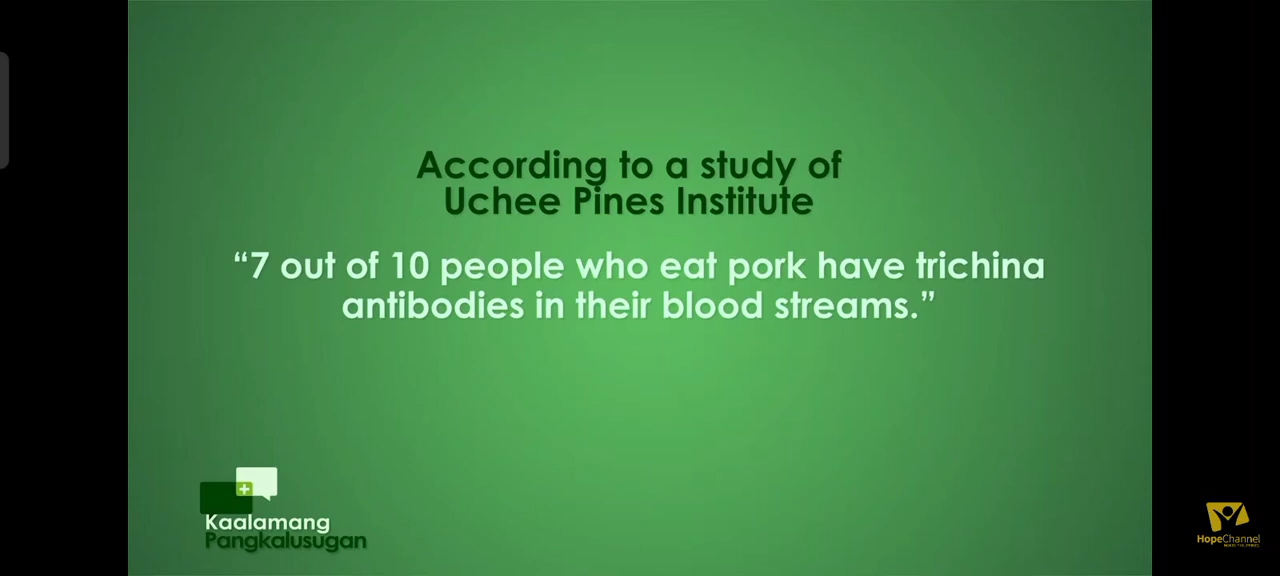 According to a study of
Uchee Pines Institute
“7 out of 10 people who eat pork have trichina
antibodies in their blood streams.”
Kaalamang
Pangkalusugan
HopeChannel